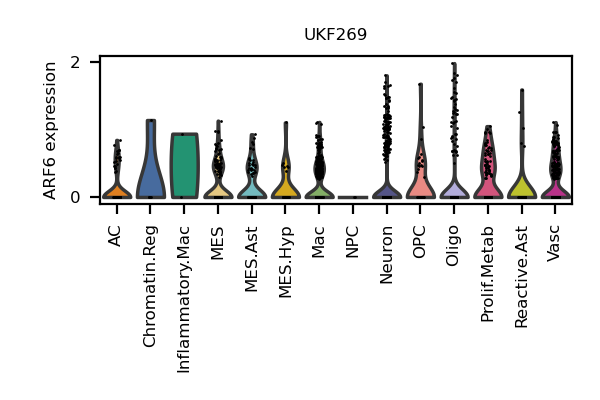 UKF269
ARF6 expression
2
0
AC
Chromatin.Reg
Inflammatory.Mac
MES
MES.Ast
MES.Hyp
Mac
NPC
Neuron
OPC
Oligo
Prolif.Metab
Reactive.Ast
Vasc